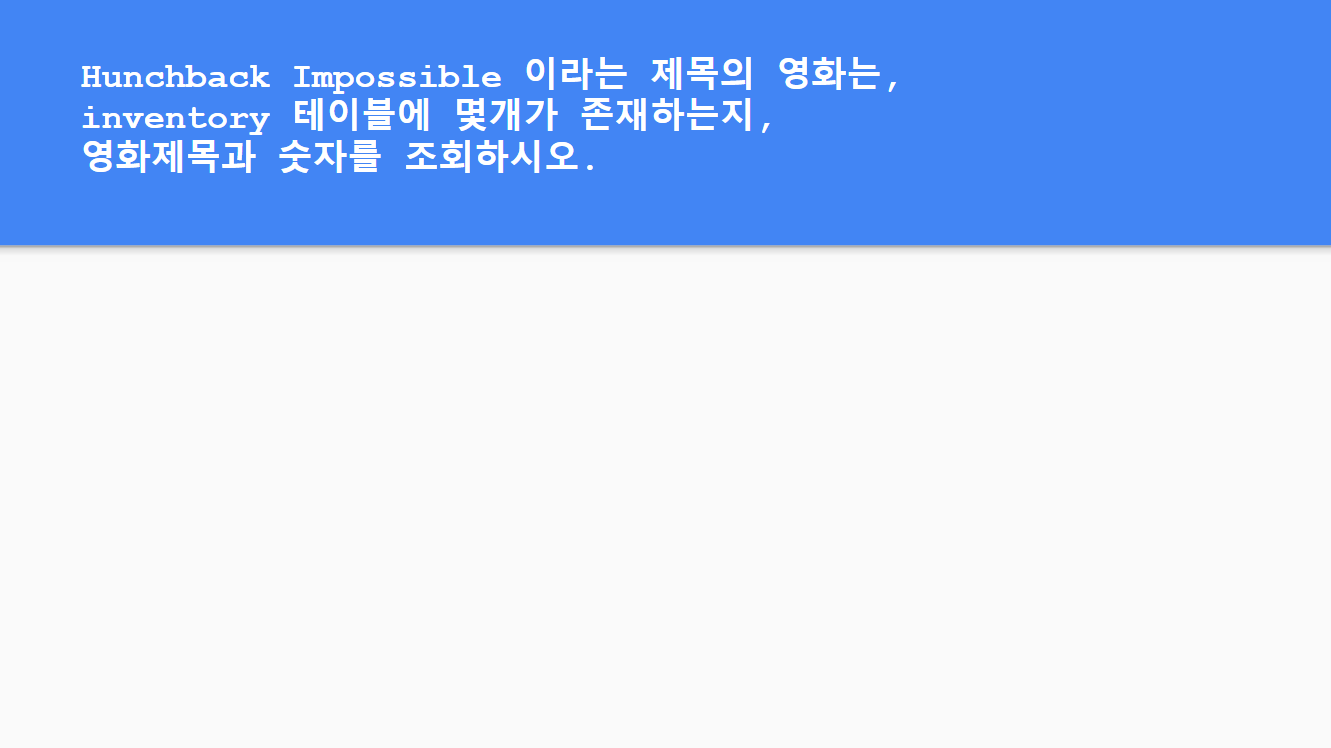 Hunchback Impossible 이라는 제목의 영화는,
inventory 테이블에 몇개가 존재하는지,
영화제목과 숫자를 조회하시오.